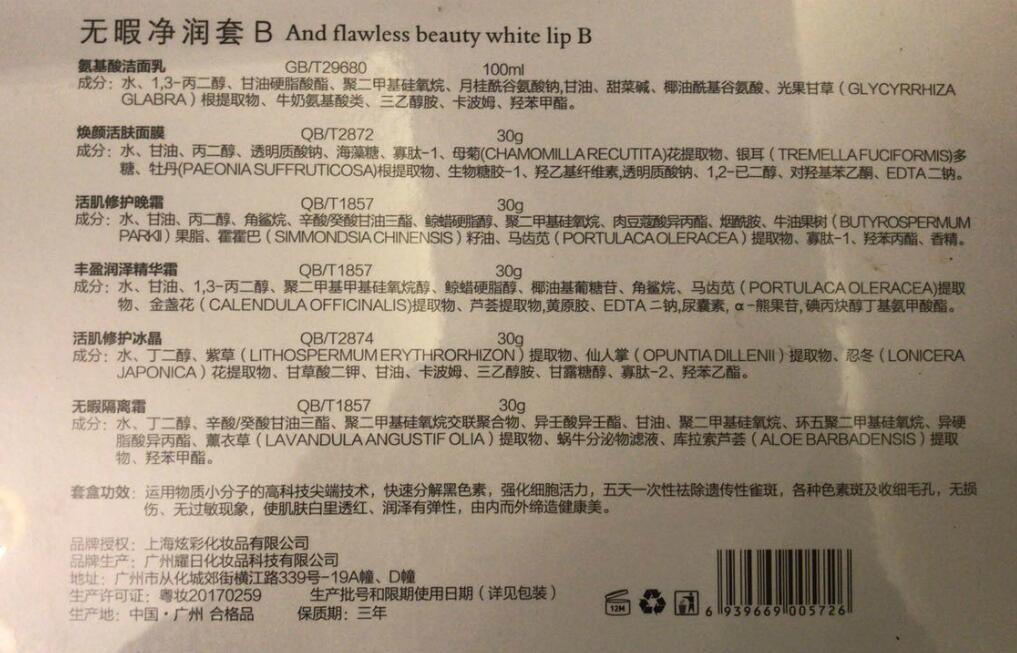 无暇净润套B And flawless beauty white lip B
氨基酸洁面乳 GB/T29680 100ml
成分：水、1,3-丙二醇、甘油硬脂酸酯、聚二甲基硅氧烷、月桂酰谷氨酸钠,甘油、甜菜碱、椰油酰基谷氨酸、光果甘草（GLYCYRRHIZA
GLABRA）根提取物、牛奶氨基酸类、三乙醇胺、卡波姆、羟苯甲酯。
焕颜活肤面膜 QB/T2872 30g
成分：水、甘油、丙二醇、透明质酸钠、海藻糖、寡肽-1、母菊(CHAMOMILLA RECUTITA)花提取物、银耳（TREMELLA FUCIFORMIS)多
糖、牡丹(PAEONIA SUFFRUTICOSA)根提取物、生物糖胶-1、羟乙基纤维素,透明质酸钠、1,2-已二醇、对羟基苯乙酮、EDTA 二钠。
活肌修护晚霜 QB/T1857 30g
成分：水、甘油、丙二醇、角鲨烷、辛酸/癸酸甘油三酯、鲸蜡硬脂醇、聚二甲基硅氧烷、肉豆蔻酸异丙酯、烟酰胺、牛油果树（BUTYROSPERMUM
PARKII）果脂、霍霍巴（SIMMONDSIA CHINENSIS）籽油、马齿苋（PORTULACA OLERACEA）提取物、寡肽-1、羟苯丙酯、香精。
丰盈润泽精华霜 QB/T1857 30g
成分：水、甘油、1,3-丙二醇、聚二甲基甲基硅氧烷醇、鲸蜡硬脂醇、椰油基葡糖苷、角鲨烷、马齿苋（PORTULACA OLERACEA)提取
物、金盏花（CALENDULA OFFICINALIS)提取物、芦荟提取物,黄原胶、EDTA 二钠,尿囊素, α-熊果苷,碘丙炔醇丁基氨甲酸酯。
活肌修护冰晶 QB/T2874 30g
成分：水、丁二醇、紫草（LITHOSPERMUM ERYTHRORHIZON）提取物、仙人掌（OPUNTIA DILLENII）提取物、忍冬（LONICERA
JAPONICA）花提取物、甘草酸二钾、甘油、卡波姆、三乙醇胺、甘露糖醇、寡肽-2、羟苯乙酯。
无暇隔离霜 QB/T1857 30g
成分：水、丁二醇、辛酸/癸酸甘油三酯、聚二甲基硅氧烷交联聚合物、异壬酸异壬酯、甘油、聚二甲基硅氧烷、环五聚二甲基硅氧烷、异硬
脂酸异丙酯、薰衣草（LAVANDULA ANGUSTIF OLIA）提取物、蜗牛分泌物滤液、库拉索芦荟（ALOE BARBADENSIS）提取
物、羟苯甲酯。
套盒功效：运用物质小分子的高科技尖端技术，快速分解黑色素，强化细胞活力，五天一次性祛除遗传性雀斑，各种色素斑及收细毛孔，无损
伤、无过敏现象，使肌肤白里透红、润泽有弹性，由内而外缔造健康美。
品牌授权：上海炫彩化妆品有限公司
品牌生产：广州耀日化妆品科技有限公司
地址：广州市从化城郊街横江路339号-19A幢、D幢
生产许可证：粤妆20170259 生产批号和限期使用日期（详见包装）
生产地：中国·广州 合格品 保质期：三年
12M
6 939669 005726